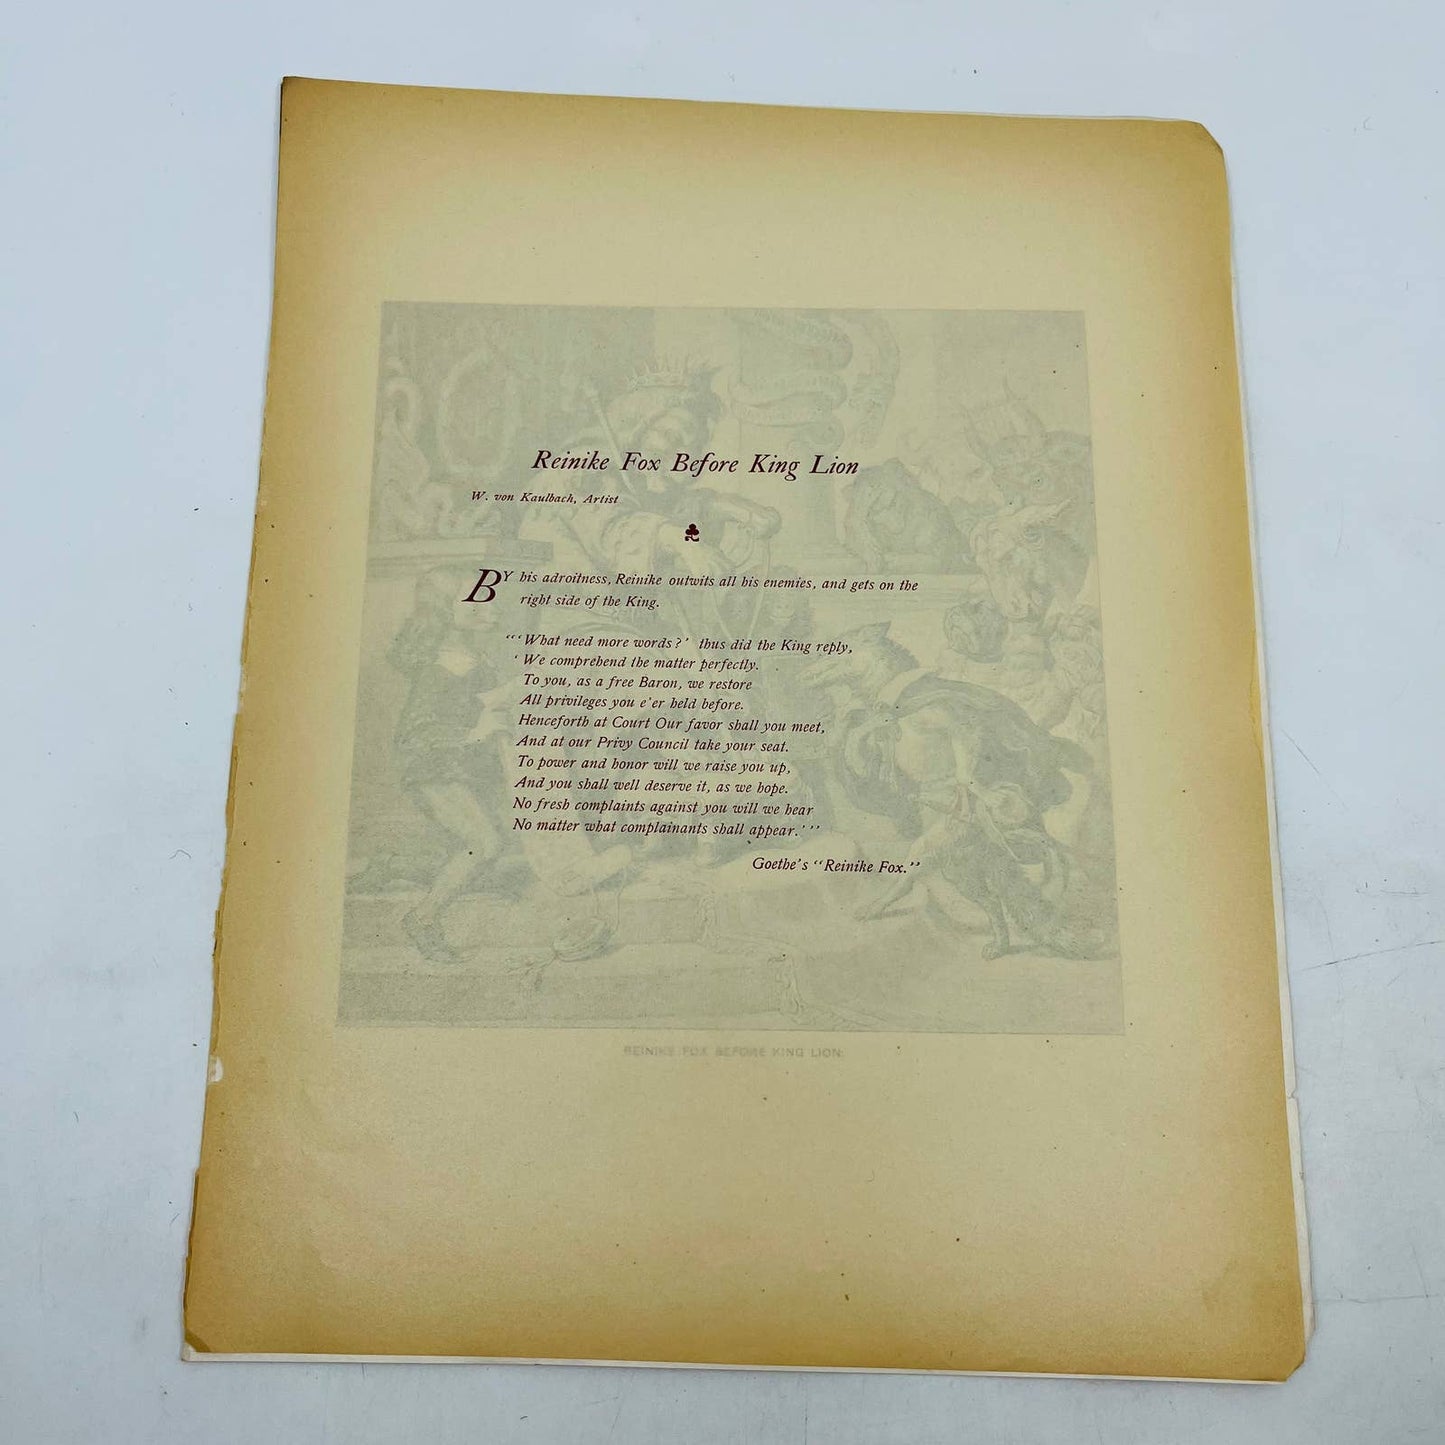 Reinike Fox Before King Lion
W. von Kaulbach, Artist
BY his adroitness, Reinike outwits all his enemies, and gets on the
right side of the King.
"'What need more words?' thus did the King reply,
'We comprehend the matter perfectly.
To you, as a free Baron, we restore
All privileges you e'er held before.
Henceforth at Court Our favor shall you meet,
And at our Privy Council take your seat.
To power and honor will we raise you up,
And you shall well deserve it, as we hope.
No fresh complaints against you will we hear
No matter what complainants shall appear.'"
Goethe's "Reinike Fox."
REINIKE FOX BEFORE KING LION.